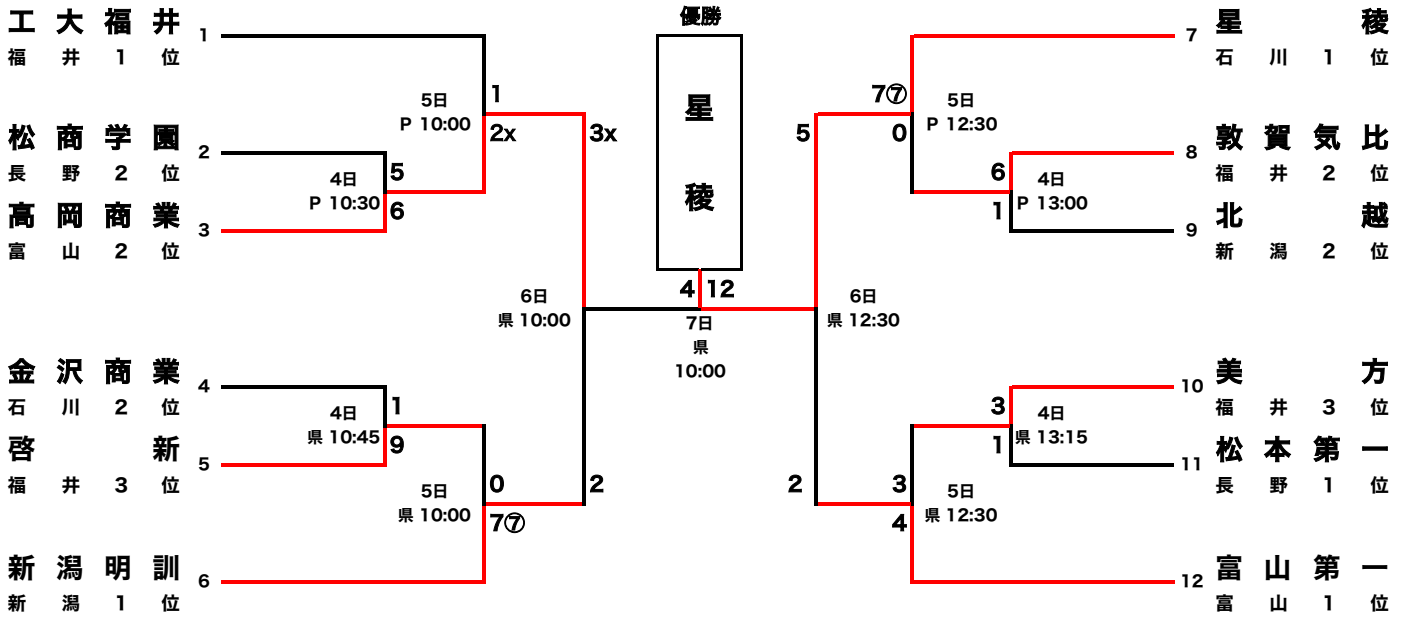 優勝
星稜
4 12
7日
県
10:00
工大福井 1
福井1位
松商学園 2
長野2位
高岡商業 3
富山2位
金沢商業 4
石川2位
啓新 5
福井3位
新潟明訓 6
新潟1位
5日
P 10:00
1
2x
4日
P 10:30
5
6
3x
6日
県 10:00
2
4日
県 10:45
1
9
5日
県 10:00
0
7⑦
7 星稜
石川1位
8 敦賀気比
福井2位
9 北越
新潟2位
10 美方
福井3位
11 松本第一
長野1位
12 富山第一
富山1位
7⑦
0
5日
P 12:30
5
6
1
4日
P 13:00
6日
県 12:30
2
3
1
4日
県 13:15
3
4
5日
県 12:30